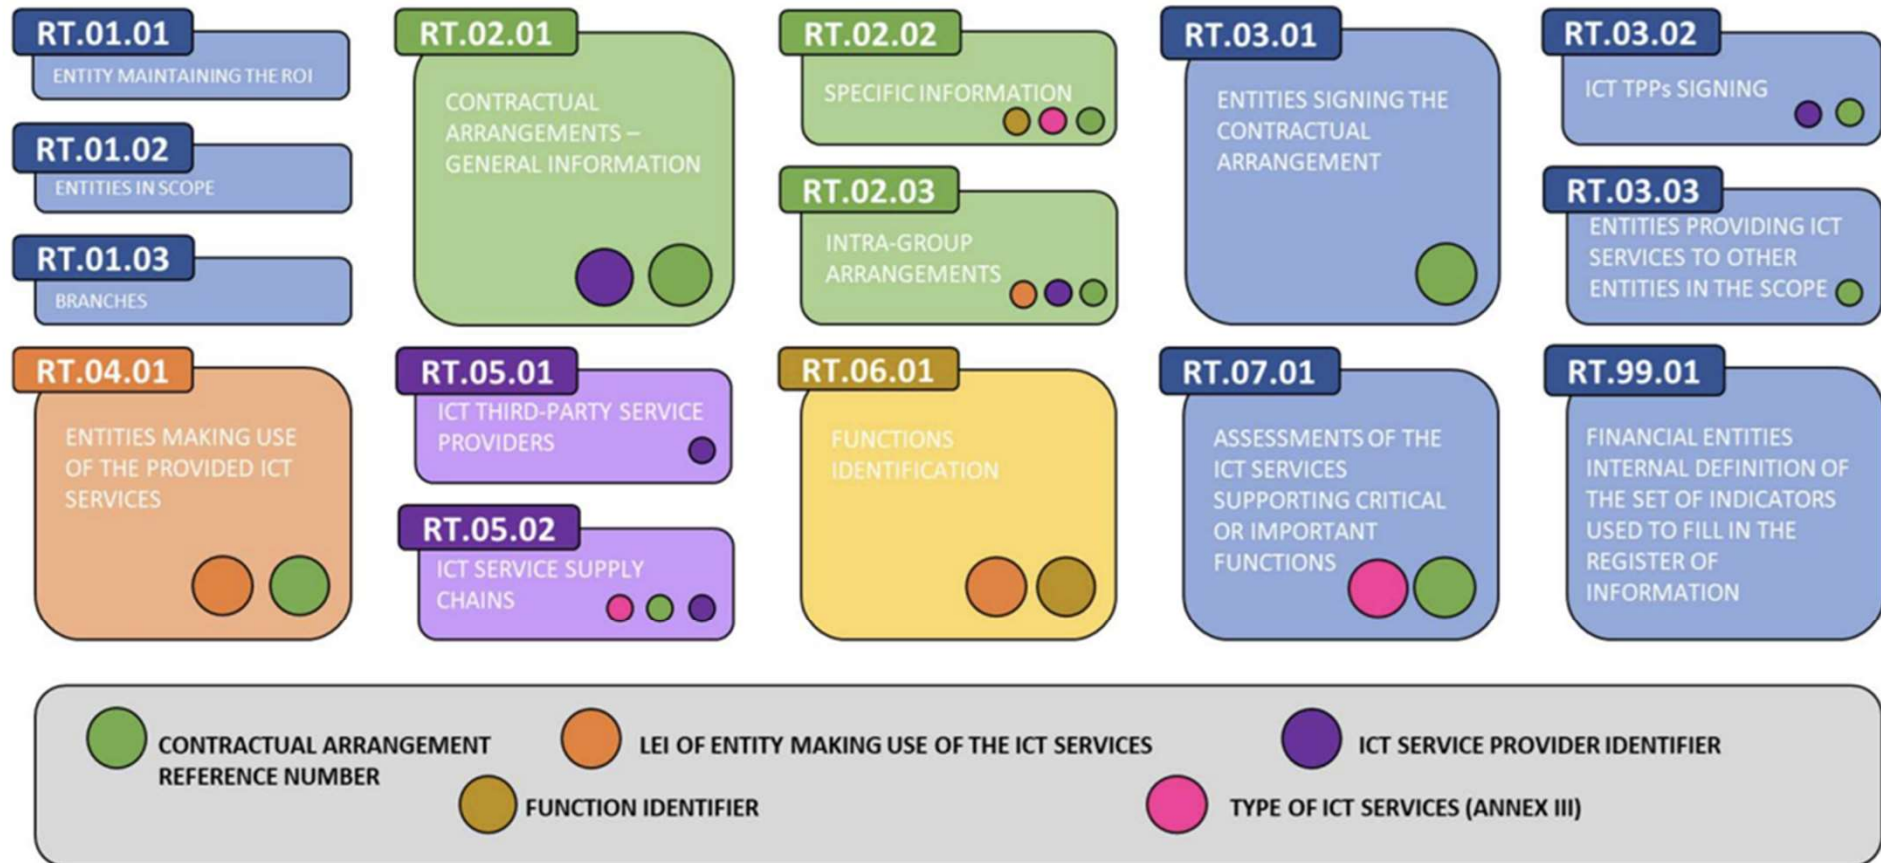 RT.01.01
ENTITY MAINTAINING THE ROI
RT.01.02
ENTITIES IN SCOPE
RT.01.03
BRANCHES
RT.02.01
CONTRACTUAL
ARRANGEMENTS –
GENERAL INFORMATION
RT.02.02
SPECIFIC INFORMATION
RT.02.03
INTRA-GROUP
ARRANGEMENTS
RT.03.01
ENTITIES SIGNING THE
CONTRACTUAL
ARRANGEMENT
RT.03.02
ICT TPPs SIGNING
RT.03.03
ENTITIES PROVIDING ICT
SERVICES TO OTHER
ENTITIES IN THE SCOPE
RT.04.01
ENTITIES MAKING USE
OF THE PROVIDED ICT
SERVICES
RT.05.01
ICT THIRD-PARTY SERVICE
PROVIDERS
RT.05.02
ICT SERVICE SUPPLY
CHAINS
RT.06.01
FUNCTIONS
IDENTIFICATION
RT.07.01
ASSESSMENTS OF THE
ICT SERVICES
SUPPORTING CRITICAL
OR IMPORTANT
FUNCTIONS
RT.99.01
FINANCIAL ENTITIES
INTERNAL DEFINITION OF
THE SET OF INDICATORS
USED TO FILL IN THE
REGISTER OF
INFORMATION
CONTRACTUAL ARRANGEMENT
REFERENCE NUMBER
LEI OF ENTITY MAKING USE OF THE ICT SERVICES
ICT SERVICE PROVIDER IDENTIFIER
FUNCTION IDENTIFIER
TYPE OF ICT SERVICES (ANNEX III)